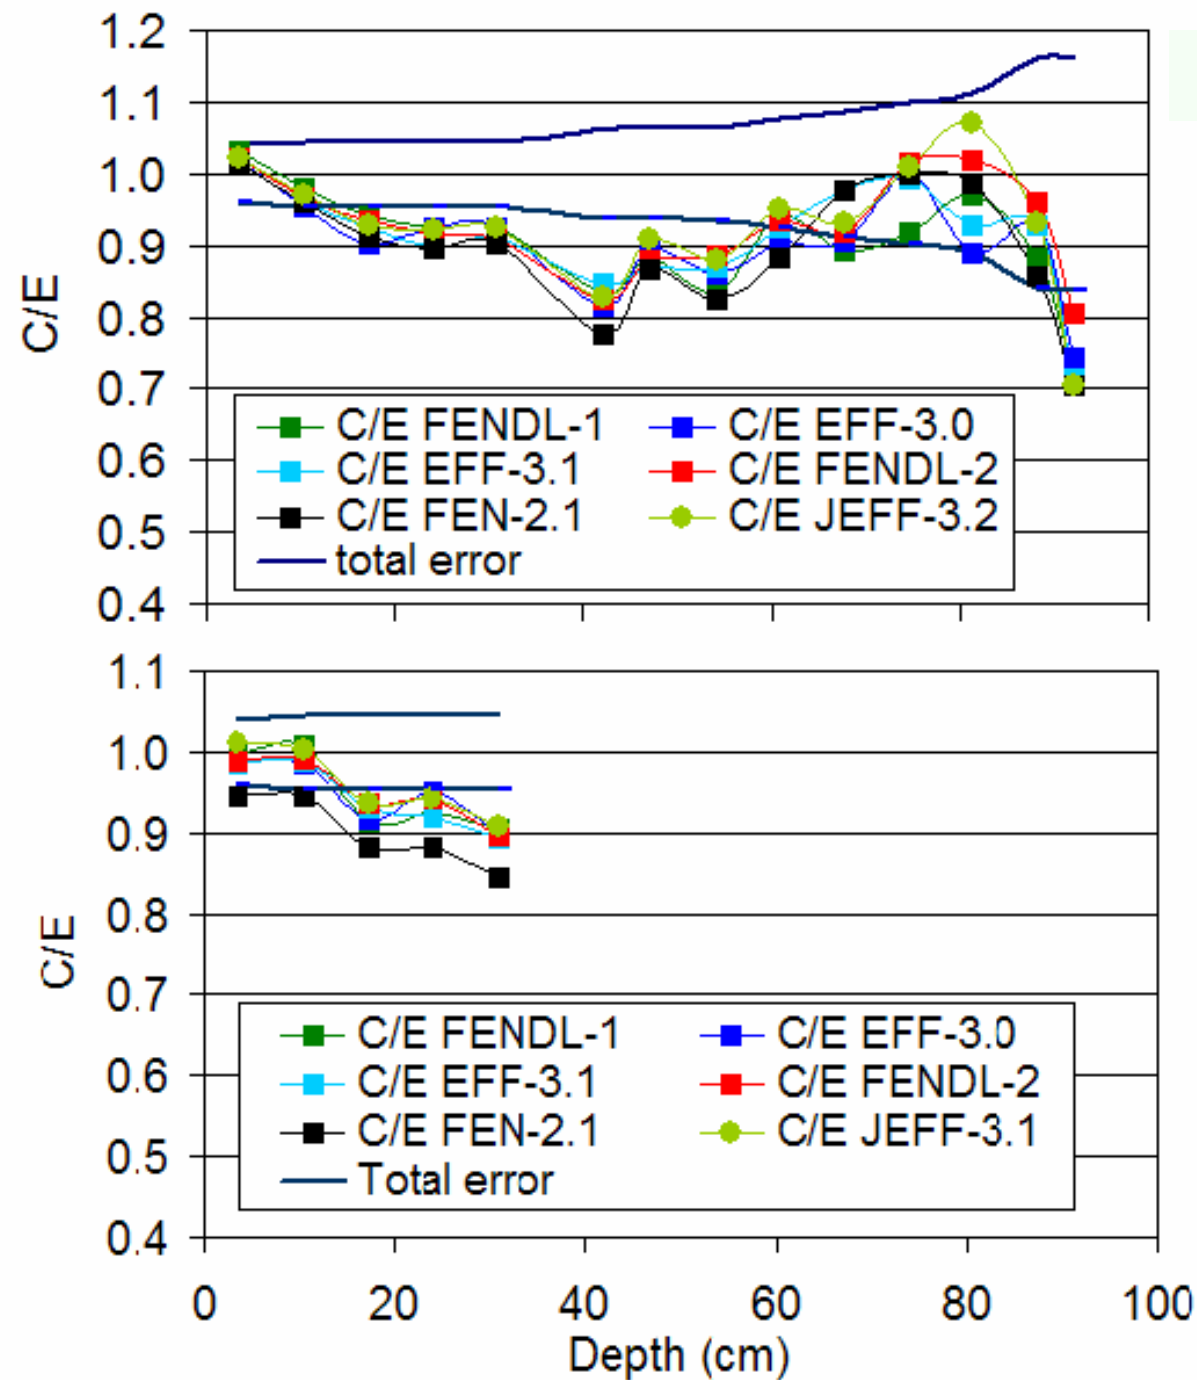 1.2
1.1
1.0
0.9
0.8
0.7
0.6
0.5
0.4
C/E
C/E FENDL-1 C/E EFF-3.0
C/E EFF-3.1 C/E FENDL-2
C/E FEN-2.1 C/E JEFF-3.2
total error
1.1
1.0
0.9
0.8
0.7
0.6
0.5
0.4
C/E
C/E FENDL-1 C/E EFF-3.0
C/E EFF-3.1 C/E FENDL-2
C/E FEN-2.1 C/E JEFF-3.1
Total error
0 20 40 60 80 100
Depth (cm)